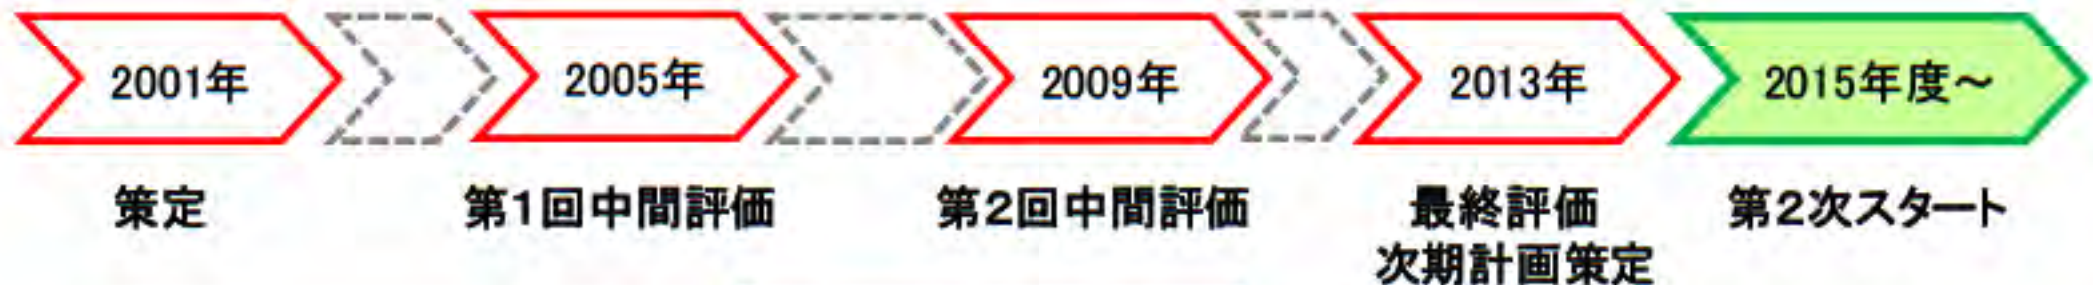 2001年
2005年
2009年
2013年
2015年度～
策定
第1回中間評価
第2回中間評価
最終評価
次期計画策定
第2次スタート